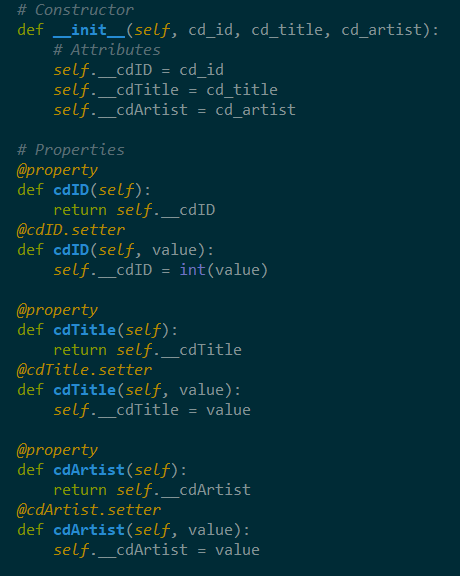 # Constructor
def __init__(self, cd_id, cd_title, cd_artist):
    # Attributes
    self.__cdID = cd_id
    self.__cdTitle = cd_title
    self.__cdArtist = cd_artist

# Properties
@property
def cdID(self):
    return self.__cdID
@cdID.setter
def cdID(self, value):
    self.__cdID = int(value)

@property
def cdTitle(self):
    return self.__cdTitle
@cdTitle.setter
def cdTitle(self, value):
    self.__cdTitle = value

@property
def cdArtist(self):
    return self.__cdArtist
@cdArtist.setter
def cdArtist(self, value):
    self.__cdArtist = value